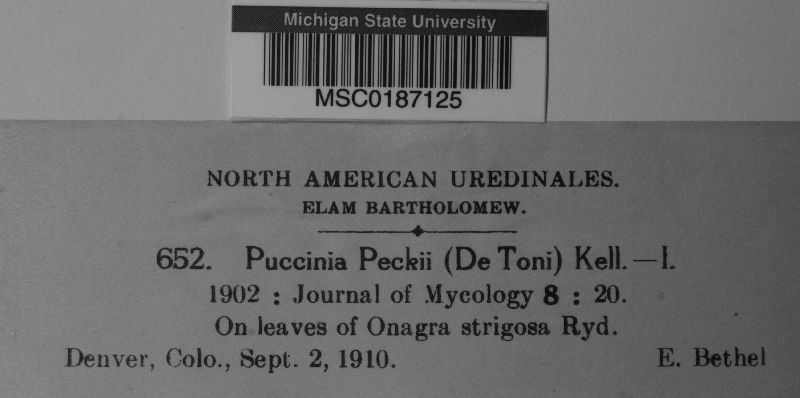 Michigan State University
MSC0187125
NORTH AMERICAN UREDINALES.
ELAM BARTHOLOMEW.
652. Puccinia Peckii (De Toni) Kell.—I.
1902 : Journal of Mycology 8 : 20.
On leaves of Onagra strigosa Ryd.
Denver, Colo., Sept. 2, 1910. E. Bethel